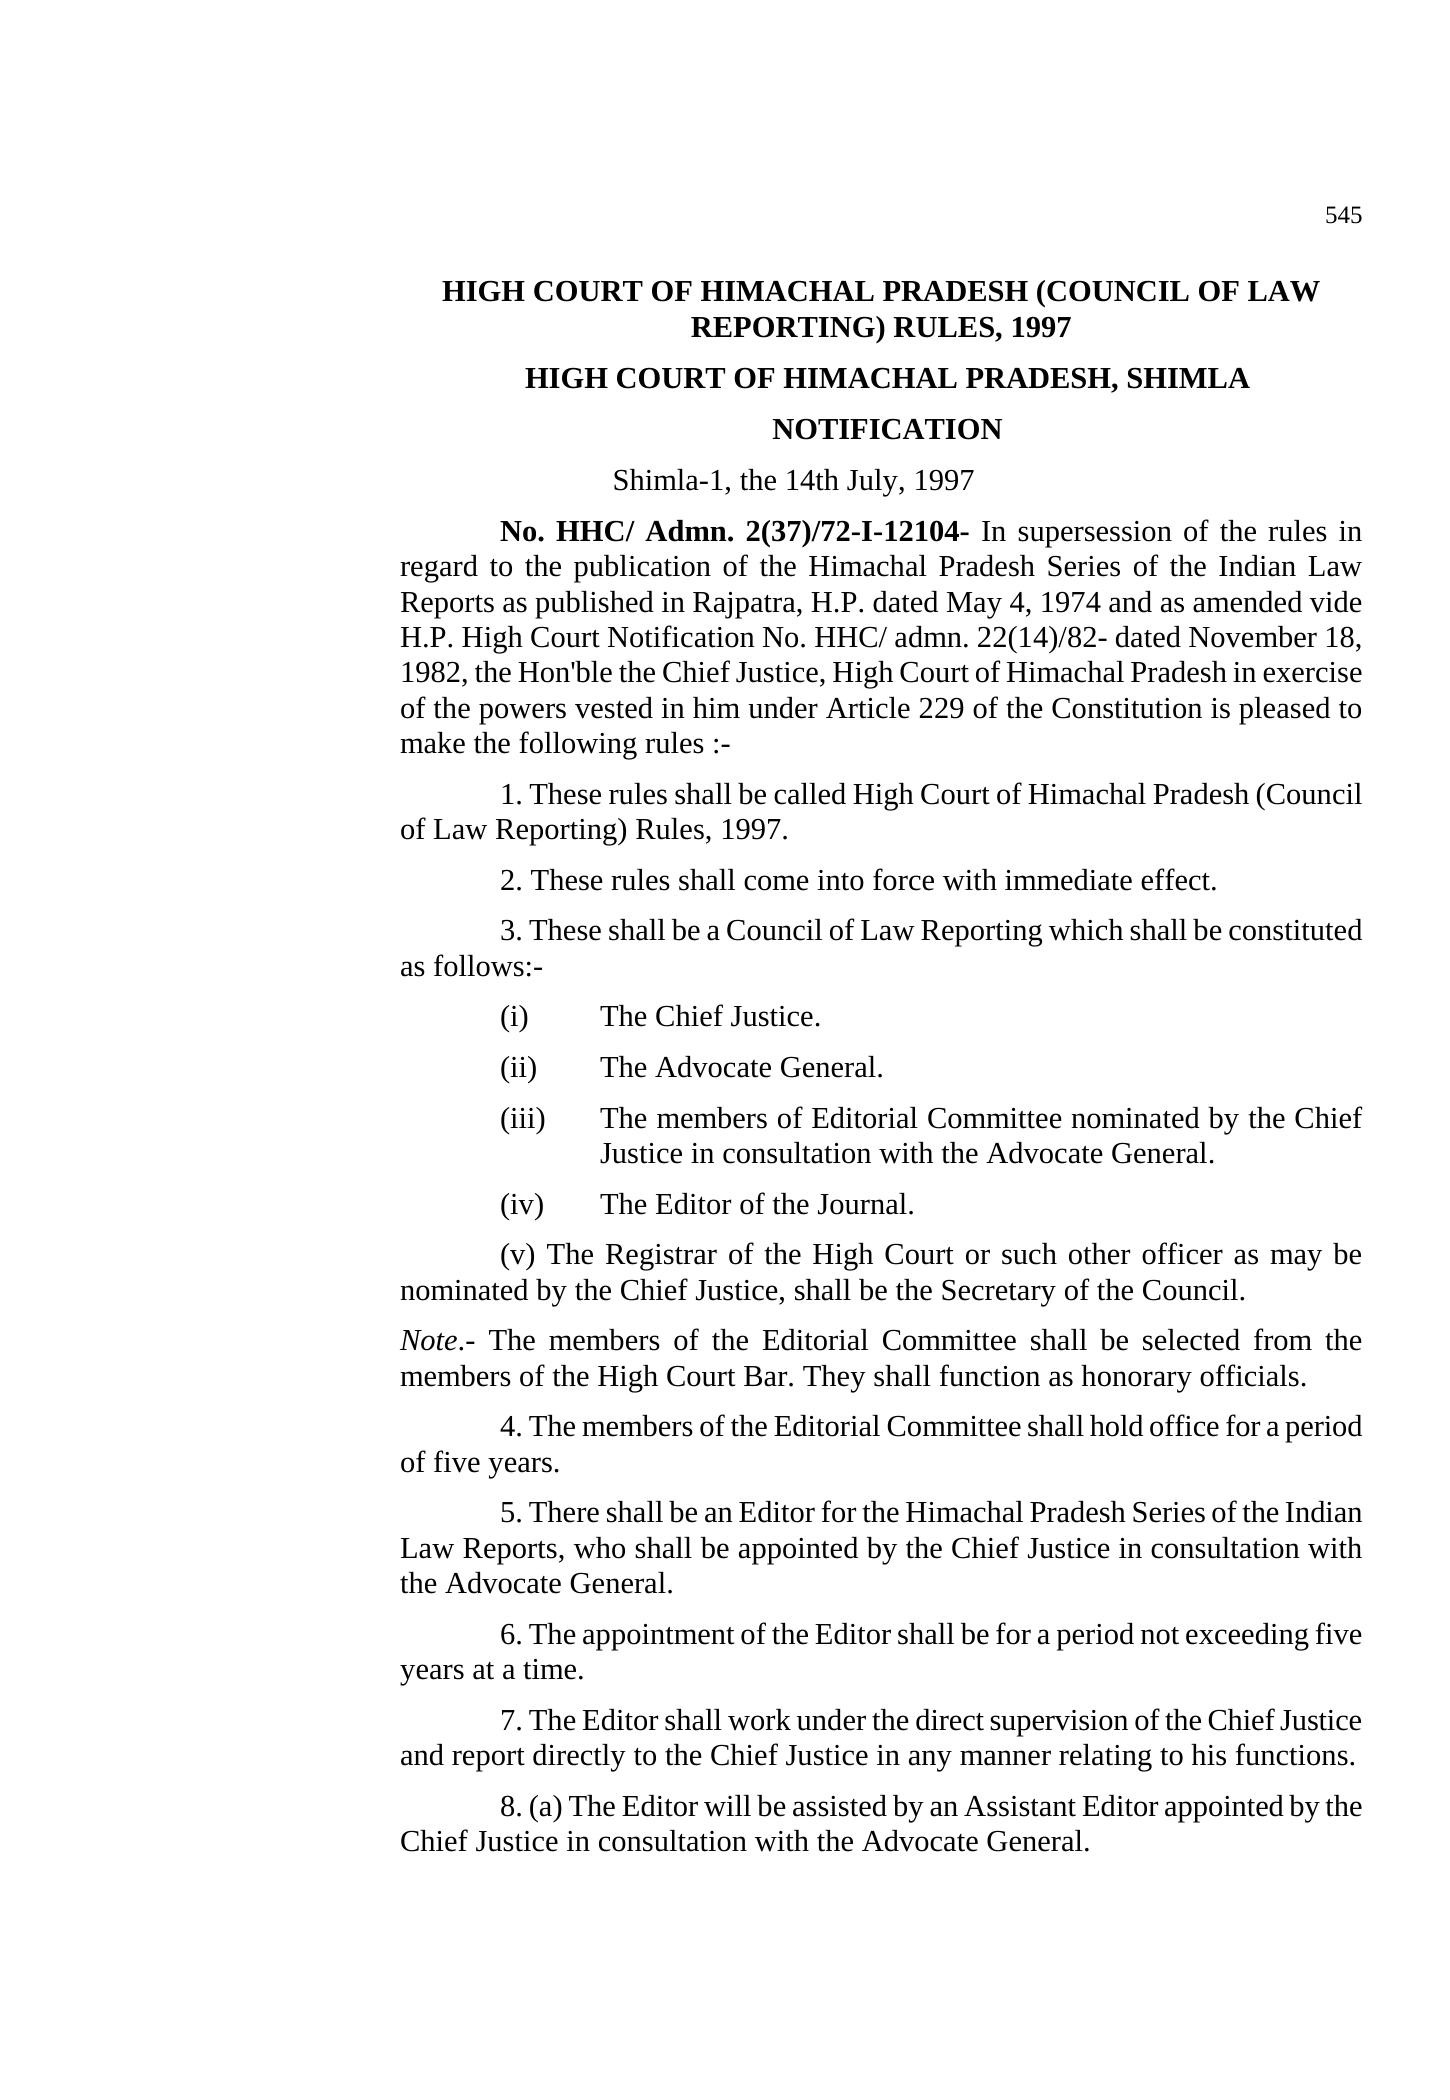 545
HIGH COURT OF HIMACHAL PRADESH (COUNCIL OF LAW
REPORTING) RULES, 1997
HIGH COURT OF HIMACHAL PRADESH, SHIMLA
NOTIFICATION
Shimla-1, the 14th July, 1997
No. HHC/ Admn. 2(37)/72-I-12104- In supersession of the rules in
regard to the publication of the Himachal Pradesh Series of the Indian Law
Reports as published in Rajpatra, H.P. dated May 4, 1974 and as amended vide
H.P. High Court Notification No. HHC/ admn. 22(14)/82- dated November 18,
1982, the Hon'ble the Chief Justice, High Court of Himachal Pradesh in exercise
of the powers vested in him under Article 229 of the Constitution is pleased to
make the following rules :-
1. These rules shall be called High Court of Himachal Pradesh (Council
of Law Reporting) Rules, 1997.
2. These rules shall come into force with immediate effect.
3. These shall be a Council of Law Reporting which shall be constituted
as follows:-
(i) The Chief Justice.
(ii) The Advocate General.
(iii) The members of Editorial Committee nominated by the Chief
Justice in consultation with the Advocate General.
(iv) The Editor of the Journal.
(v) The Registrar of the High Court or such other officer as may be
nominated by the Chief Justice, shall be the Secretary of the Council.
Note.- The members of the Editorial Committee shall be selected from the
members of the High Court Bar. They shall function as honorary officials.
4. The members of the Editorial Committee shall hold office for a period
of five years.
5. There shall be an Editor for the Himachal Pradesh Series of the Indian
Law Reports, who shall be appointed by the Chief Justice in consultation with
the Advocate General.
6. The appointment of the Editor shall be for a period not exceeding five
years at a time.
7. The Editor shall work under the direct supervision of the Chief Justice
and report directly to the Chief Justice in any manner relating to his functions.
8. (a) The Editor will be assisted by an Assistant Editor appointed by the
Chief Justice in consultation with the Advocate General.